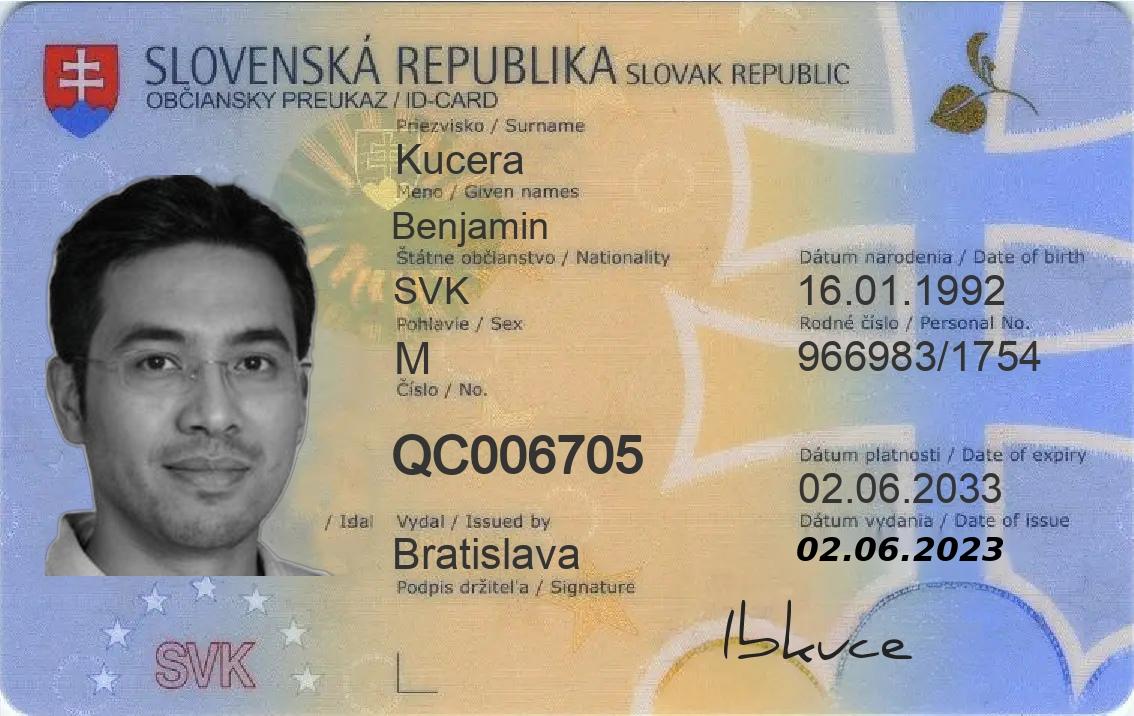 SLOVENSKÁ REPUBLIKA SLOVAK REPUBLIC
OBČIANSKY PREUKAZ / ID-CARD
Priezvisko / Surname
Kucera
Meno / Given names
Benjamin
Štátne občianstvo / Nationality
SVK
Dátum narodenia / Date of birth
16.01.1992
Pohlavie / Sex
M
Rodné číslo / Personal No.
966983/1754
Číslo / No.
QC006705
Dátum platnosti / Date of expiry
02.06.2033
/ Idal Vydal / Issued by
Bratislava
Dátum vydania / Date of issue
02.06.2023
Podpis držiteľa / Signature
SVK